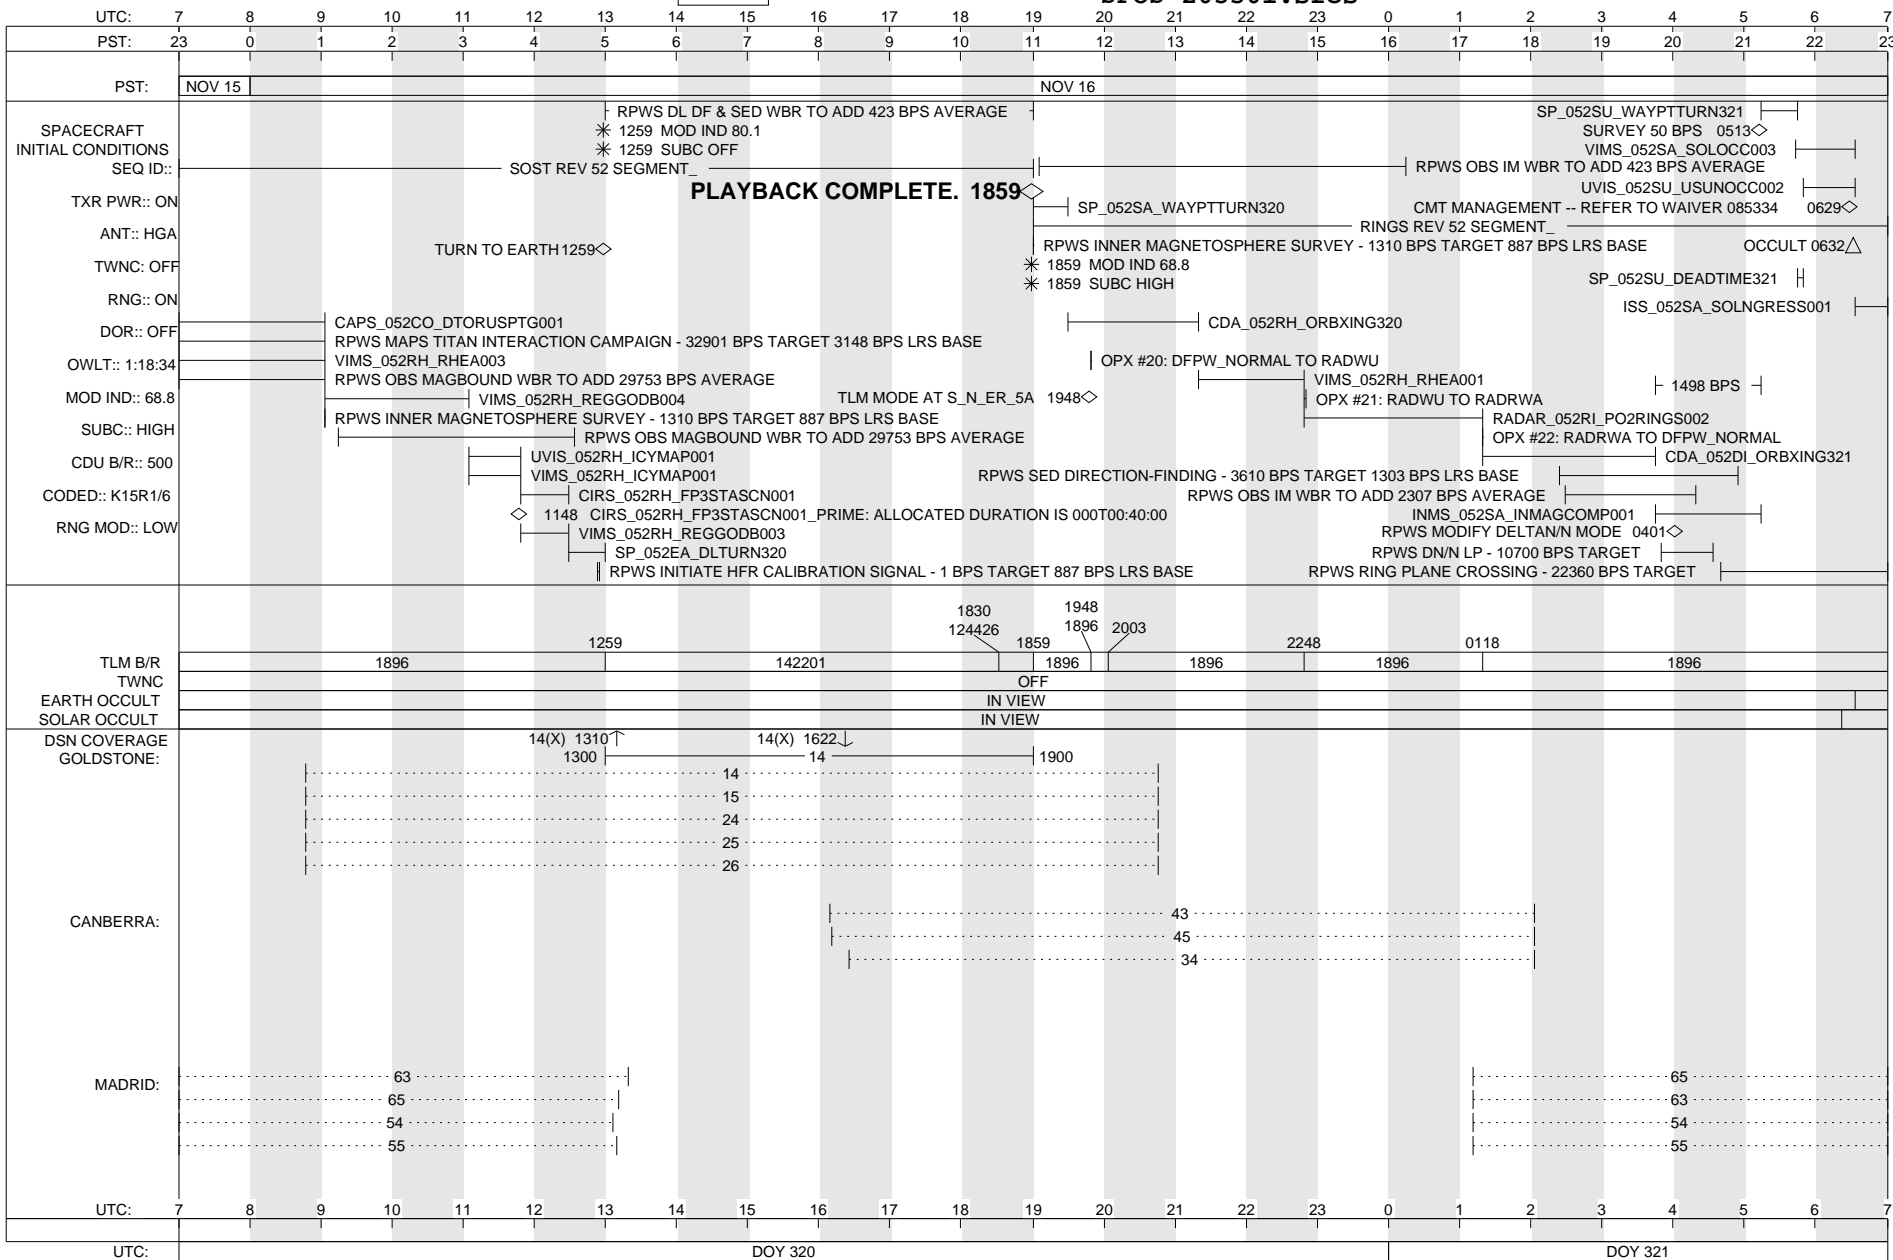 UTC: 7 8 9 10 11 12 13 14 15 16 17 18 19 20 21 22 23 0 1 2 3 4 5 6 7
PST: 23 0 1 2 3 4 5 6 7 8 9 10 11 12 13 14 15 16 17 18 19 20 21 22 23
PST: NOV 15 NOV 16
RPWS DL DF & SED WBR TO ADD 423 BPS AVERAGE SP_052SU_WAYPTTURN321
SPACECRAFT 1259 MOD IND 80.1 SURVEY 50 BPS 0513
INITIAL CONDITIONS 1259 SUBC OFF VIMS_052SA_SOLOCC003
SEQ ID:: SOST REV 52 SEGMENT_ RPWS OBS IM WBR TO ADD 423 BPS AVERAGE
PLAYBACK COMPLETE. 1859 UVIS_052SU_USUNOCC002
TXR PWR:: ON SP_052SA_WAYPTTURN320 CMT MANAGEMENT -- REFER TO WAIVER 085334 0629
ANT:: HGA RINGS REV 52 SEGMENT_
TURN TO EARTH 1259 RPWS INNER MAGNETOSPHERE SURVEY - 1310 BPS TARGET 887 BPS LRS BASE OCCULT 0632
TWNC: OFF 1859 MOD IND 68.8
1859 SUBC HIGH SP_052SU_DEADTIME321
RNG:: ON ISS_052SA_SOLNGRESS001
DOR:: OFF CAPS_052CO_DTORUSPTG001 CDA_052RH_ORBXING320
RPWS MAPS TITAN INTERACTION CAMPAIGN - 32901 BPS TARGET 3148 BPS LRS BASE
OWLT:: 1:18:34 VIMS_052RH_RHEA003 OPX #20: DFPW_NORMAL TO RADWU
RPWS OBS MAGBOUND WBR TO ADD 29753 BPS AVERAGE VIMS_052RH_RHEA001 1498 BPS
MOD IND:: 68.8 VIMS_052RH_REGGODB004 TLM MODE AT S_N_ER_5A 1948 OPX #21: RADWU TO RADRWA
RPWS INNER MAGNETOSPHERE SURVEY - 1310 BPS TARGET 887 BPS LRS BASE RADAR_052RI_PO2RINGS002
SUBC:: HIGH RPWS OBS MAGBOUND WBR TO ADD 29753 BPS AVERAGE OPX #22: RADRWA TO DFPW_NORMAL
CDU B/R:: 500 UVIS_052RH_ICYMAP001 CDA_052DI_ORBXING321
VIMS_052RH_ICYMAP001 RPWS SED DIRECTION-FINDING - 3610 BPS TARGET 1303 BPS LRS BASE
CODED:: K15R1/6 CIRS_052RH_FP3STASCN001 RPWS OBS IM WBR TO ADD 2307 BPS AVERAGE
1148 CIRS_052RH_FP3STASCN001_PRIME: ALLOCATED DURATION IS 000T00:40:00 INMS_052SA_INMAGCOMP001
RNG MOD:: LOW VIMS_052RH_REGGODB003 RPWS MODIFY DELTAN/N MODE 0401
SP_052EA_DLTURN320 RPWS DN/N LP - 10700 BPS TARGET
RPWS INITIATE HFR CALIBRATION SIGNAL - 1 BPS TARGET 887 BPS LRS BASE RPWS RING PLANE CROSSING - 22360 BPS TARGET
1830 1948
124426 1896 2003
1259 1859 2248 0118
TLM B/R 1896 142201 1896 1896 1896 1896
TWNC OFF
EARTH OCCULT IN VIEW
SOLAR OCCULT IN VIEW
DSN COVERAGE 14(X) 1310 14(X) 1622
GOLDSTONE: 1300 14 1900
14
15
24
25
26
CANBERRA: 43
45
34
MADRID: 63 65
65 63
54 54
55 55
UTC: 7 8 9 10 11 12 13 14 15 16 17 18 19 20 21 22 23 0 1 2 3 4 5 6 7
UTC: DOY 320 DOY 321